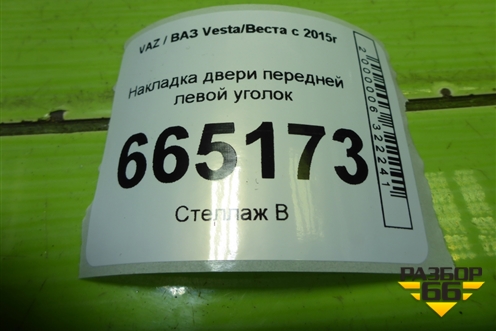 VAZ / ВАЗ Vesta/Веста с 2015г
Накладка двери передней
левой уголок
665173
Стеллаж В
2000006322241
РАЗБОР
66